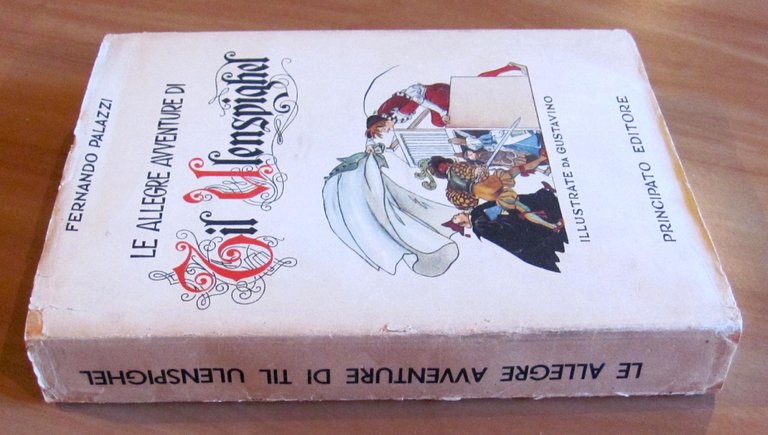 FERNANDO PALAZZI
LE ALLEGRE AVVENTURE DI
Til Ulenspighel
ILLUSTRATE DA GUSTAVINO
PRINCIPATO EDITORE
LE ALLEGRE AVVENTURE DI TIL ULENSPIGHEL